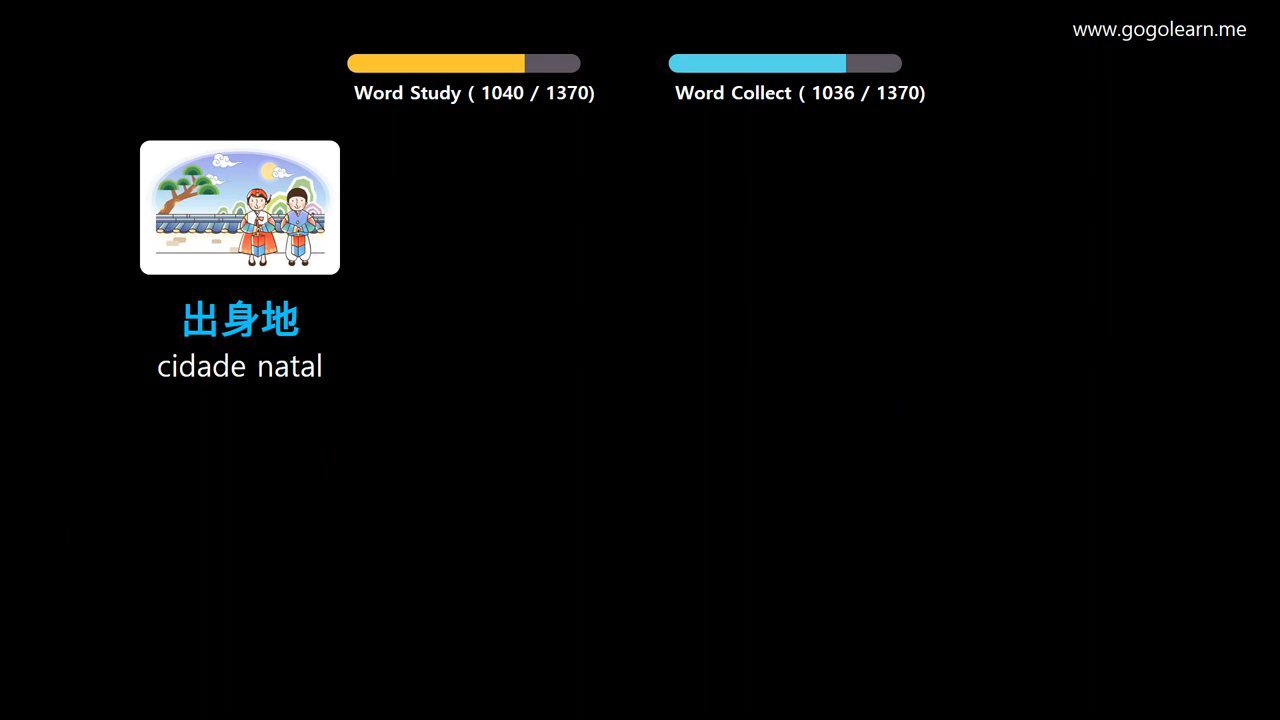 www.gogolearn.me
Word Study ( 1040 / 1370)
Word Collect ( 1036 / 1370)
出身地
cidade natal